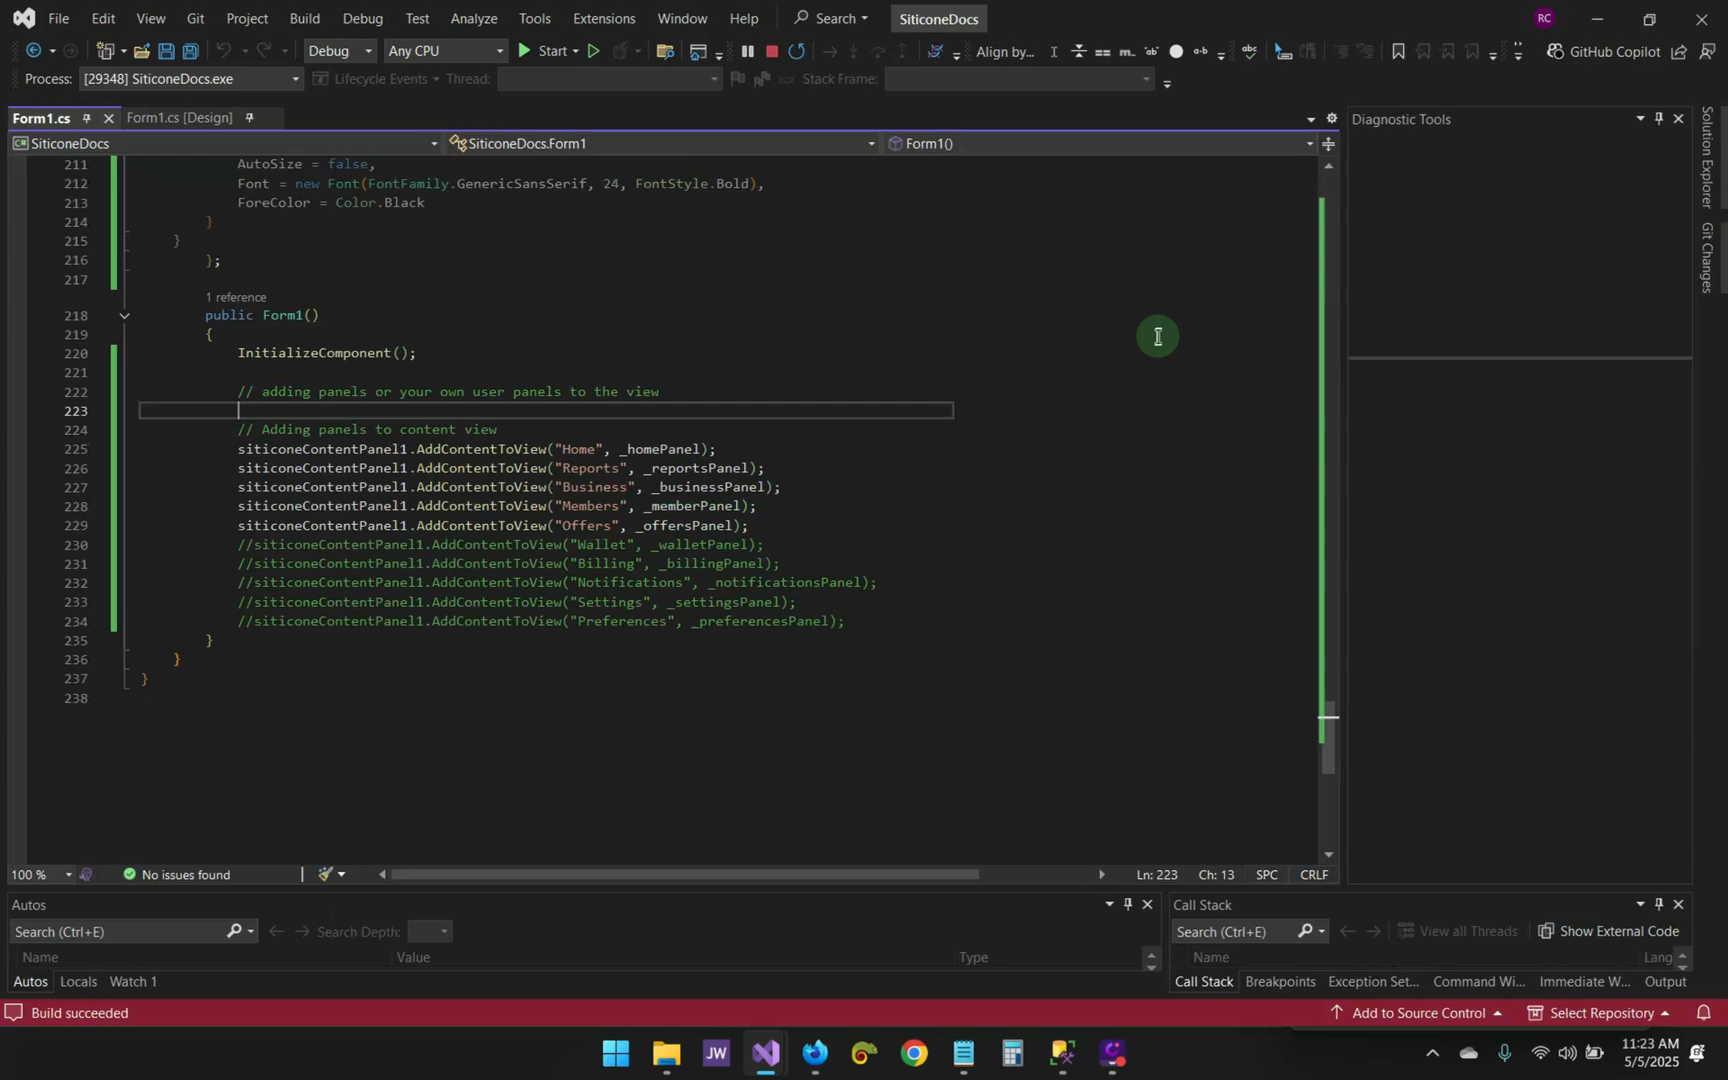 File Edit View Git Project Build Debug Test Analyze Tools Extensions Window Help Search SiticoneDocs RC
Debug Any CPU Start Align by... GitHub Copilot
Process: [29348] SiticoneDocs.exe Lifecycle Events Thread: Stack Frame:
Form1.cs Form1.cs [Design] Diagnostic Tools
SiticoneDocs SiticoneDocs.Form1 Form1()
211 AutoSize = false,
212 Font = new Font(FontFamily.GenericSansSerif, 24, FontStyle.Bold),
213 ForeColor = Color.Black
214 }
215 }
216 };
217
1 reference
218 public Form1()
219 {
220 InitializeComponent();
221
222 // adding panels or your own user panels to the view
223
224 // Adding panels to content view
225 siticoneContentPanel1.AddContentToView("Home", _homePanel);
226 siticoneContentPanel1.AddContentToView("Reports", _reportsPanel);
227 siticoneContentPanel1.AddContentToView("Business", _businessPanel);
228 siticoneContentPanel1.AddContentToView("Members", _memberPanel);
229 siticoneContentPanel1.AddContentToView("Offers", _offersPanel);
230 //siticoneContentPanel1.AddContentToView("Wallet", _walletPanel);
231 //siticoneContentPanel1.AddContentToView("Billing", _billingPanel);
232 //siticoneContentPanel1.AddContentToView("Notifications", _notificationsPanel);
233 //siticoneContentPanel1.AddContentToView("Settings", _settingsPanel);
234 //siticoneContentPanel1.AddContentToView("Preferences", _preferencesPanel);
235 }
236 }
237 }
238
Solution Explorer
Git Changes
100 % No issues found Ln: 223 Ch: 13 SPC CRLF
Autos
Search (Ctrl+E) Search Depth:
Name Value Type
Autos Locals Watch 1
Call Stack
Search (Ctrl+E) View all Threads Show External Code
Name Lang
Call Stack Breakpoints Exception Set... Command Wi... Immediate W... Output
Build succeeded Add to Source Control Select Repository
JW
11:23 AM
5/5/2025